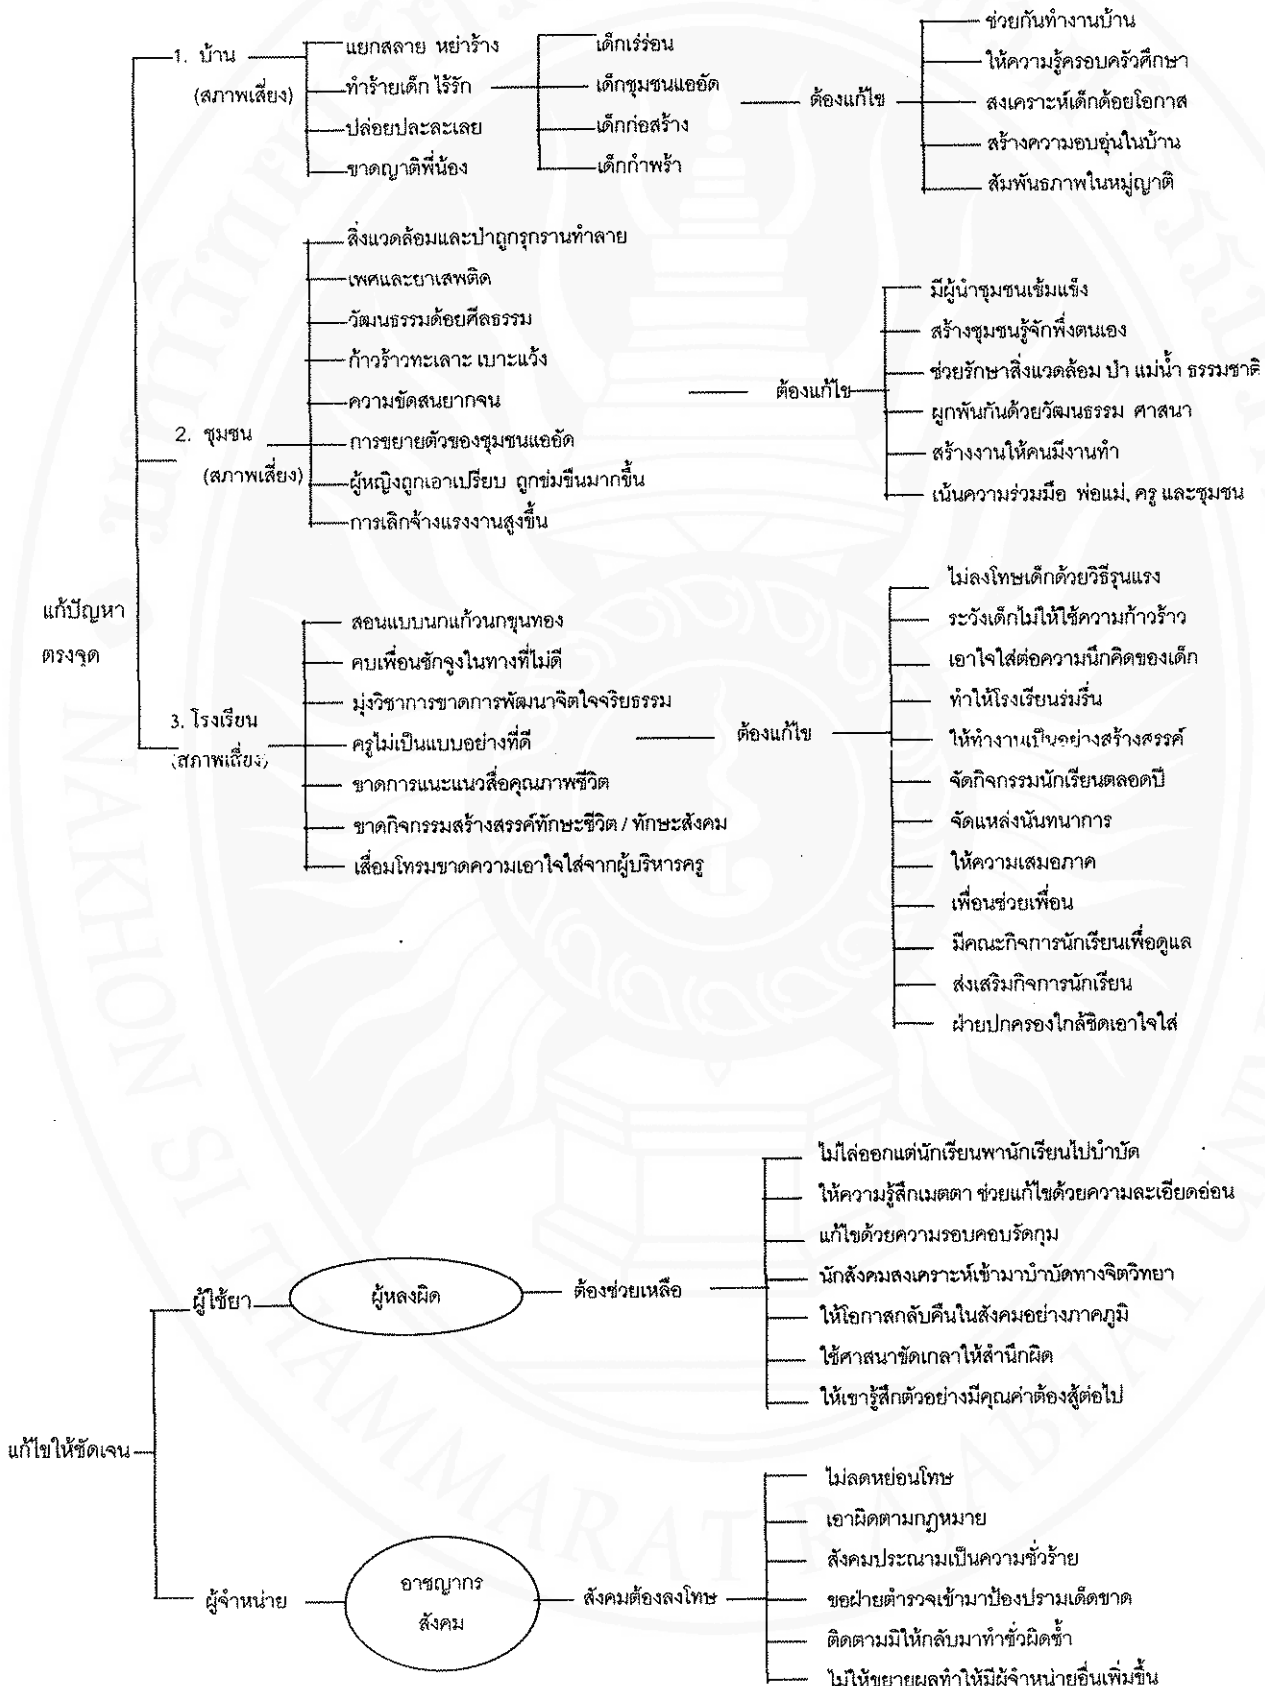 1. บ้าน
(สภาพเสี่ยง)
แยกสลาย หย่าร้าง
ทำร้ายเด็ก ไร้รัก
ปล่อยปละละเลย
ขาดญาติพี่น้อง
เด็กเร่ร่อน
เด็กชุมชนแออัด
เด็กก่อสร้าง
เด็กกำพร้า
ต้องแก้ไข
ช่วยกันทำงานบ้าน
ให้ความรู้ครอบครัวศึกษา
สงเคราะห์เด็กด้อยโอกาส
สร้างความอบอุ่นในบ้าน
สัมพันธภาพในหมู่ญาติ
2. ชุมชน
(สภาพเสี่ยง)
สิ่งแวดล้อมและป่าถูกรุกรานทำลาย
เพศและยาเสพติด
วัฒนธรรมด้อยศีลธรรม
ก้าวร้าวทะเลาะ เบาะแว้ง
ความขัดสนยากจน
การขยายตัวของชุมชนแออัด
ผู้หญิงถูกเอาเปรียบ ถูกข่มขืนมากขึ้น
การเลิกจ้างแรงงานสูงขึ้น
ต้องแก้ไข
มีผู้นำชุมชนเข้มแข็ง
สร้างชุมชนรู้จักพึ่งตนเอง
ช่วยรักษาสิ่งแวดล้อม ป่า แม่น้ำ ธรรมชาติ
ผูกพันกันด้วยวัฒนธรรม ศาสนา
สร้างงานให้คนมีงานทำ
เน้นความร่วมมือ พ่อแม่, ครู และชุมชน
แก้ปัญหา
ตรงจุด
3. โรงเรียน
(สภาพเสี่ยง)
สอนแบบนกแก้วนกขุนทอง
คบเพื่อนชักจูงในทางที่ไม่ดี
มุ่งวิชาการขาดการพัฒนาจิตใจจริยธรรม
ครูไม่เป็นแบบอย่างที่ดี
ขาดการแนะแนวสื่อคุณภาพชีวิต
ขาดกิจกรรมสร้างสรรค์ทักษะชีวิต / ทักษะสังคม
เสื่อมโทรมขาดความเอาใจใส่จากผู้บริหารครู
ต้องแก้ไข
ไม่ลงโทษเด็กด้วยวิธีรุนแรง
ระวังเด็กไม่ให้ใช้ความก้าวร้าว
เอาใจใส่ต่อความนึกคิดของเด็ก
ทำให้โรงเรียนร่มรื่น
ให้ทำงานเป็นอย่างสร้างสรรค์
จัดกิจกรรมนักเรียนตลอดปี
จัดแหล่งนันทนาการ
ให้ความเสมอภาค
เพื่อนช่วยเพื่อน
มีคณะกิจการนักเรียนเพื่อดูแล
ส่งเสริมกิจการนักเรียน
ฝ่ายปกครองใกล้ชิดเอาใจใส่
แก้ไขให้ชัดเจน
ผู้ใช้ยา
ผู้หลงผิด
ต้องช่วยเหลือ
ไม่ไล่ออกแต่นักเรียนพานักเรียนไปบำบัด
ให้ความรู้สึกเมตตา ช่วยแก้ไขด้วยความละเอียดอ่อน
แก้ไขด้วยความรอบคอบรัดกุม
นักสังคมสงเคราะห์เข้ามาบำบัดทางจิตวิทยา
ให้โอกาสกลับคืนในสังคมอย่างภาคภูมิ
ใช้ศาสนาขัดเกลาให้สำนึกผิด
ให้เขารู้สึกตัวอย่างมีคุณค่าต้องสู้ต่อไป
ผู้จำหน่าย
อาชญากร
สังคม
สังคมต้องลงโทษ
ไม่ลดหย่อนโทษ
เอาผิดตามกฎหมาย
สังคมประณามเป็นความชั่วร้าย
ขอฝ่ายตำรวจเข้ามาป้องปรามเด็ดขาด
ติดตามมิให้กลับมาทำชั่วผิดซ้ำ
ไม่ให้ขยายผลทำให้มีผู้จำหน่ายอื่นเพิ่มขึ้น
NAKHON SI THAMMARAT RAJABHAT